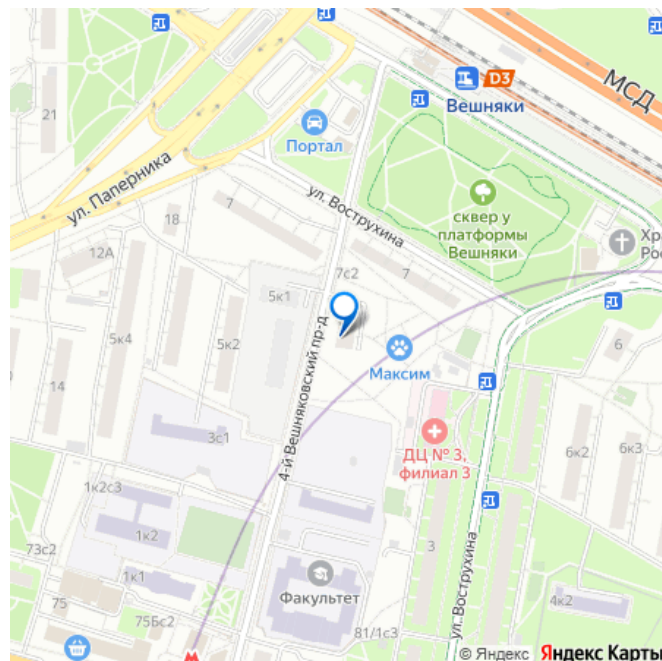 D3
Вешняки
МСД
21
Портал
ул. Паперника
ул. Вострухина
сквер у
платформы
Вешняки
18
7
Хр
Рос
12А
7с2
7
5к1
5к4
5к2
4-й Вешняковский пр-д
Максим
6
14
ДЦ № 3,
филиал 3
3с1
6к2
6к3
1к2с3
1к2
73с2
3
ул. Вострухина
1к1
75
Факультет
4к2
75Бс2
81/1с3
© Яндекс Яндекс Карты